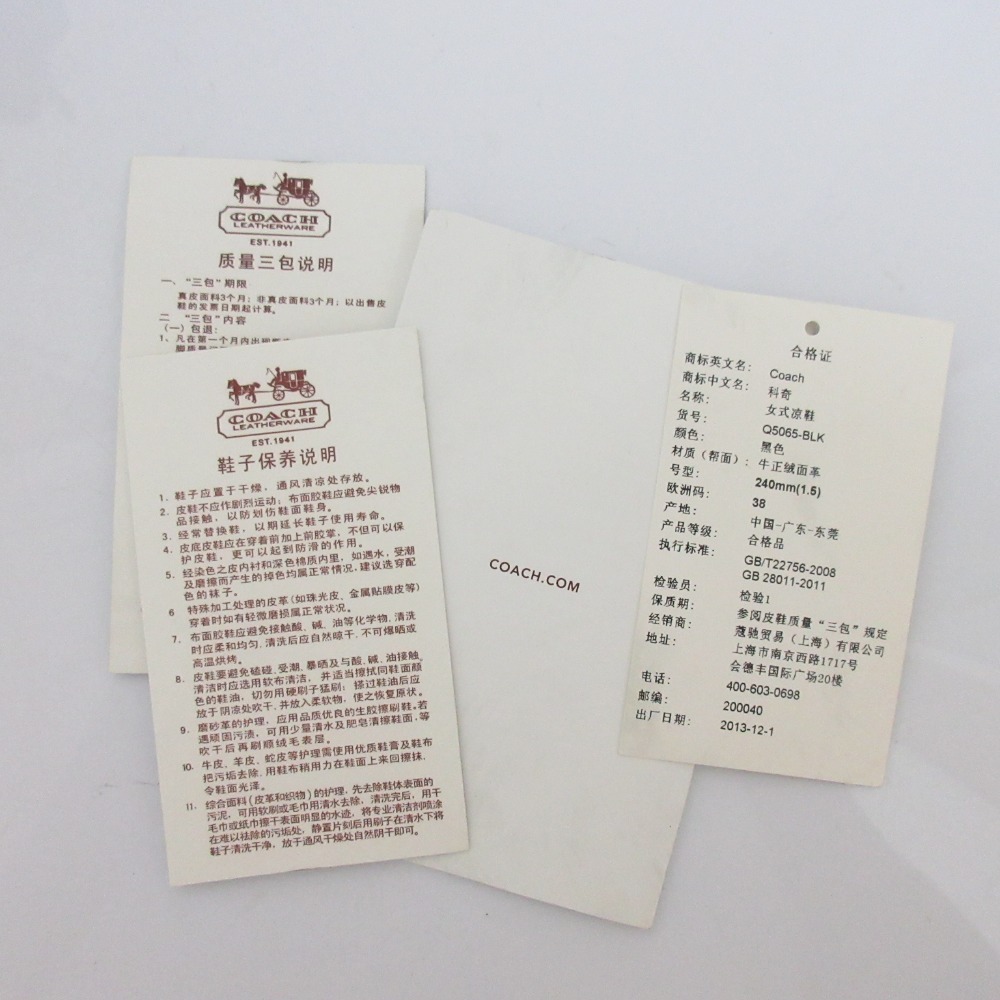 COACH
LEATHERWARE
EST.1941
质量三包说明
一、“三包”期限
真皮面料3个月；非真皮面料3个月；以出售皮
鞋的发票日期起计算。
二 “三包”内容
（一）包退：
1、凡在第一个月内出现
COACH
LEATHERWARE
EST.1941
鞋子保养说明
1. 鞋子应置于干燥，通风清凉处存放。
2. 皮鞋不应作剧烈运动；布面胶鞋应避免尖锐物
品接触，以防划伤鞋面鞋身。
3. 经常替换鞋，以期延长鞋子使用寿命。
4. 皮底皮鞋应在穿着前加上前胶掌，不但可以保
护皮鞋，更可以起到防滑的作用。
5. 经染色之皮内衬和深色棉质内里，如遇水，受潮
及磨擦而产生的掉色均属正常情况，建议选穿配
色的袜子。
6 特殊加工处理的皮革(如珠光皮、金属贴膜皮等)
穿着时如有轻微磨损属正常状况。
7. 布面胶鞋应避免接触酸、碱、油等化学物，清洗
时应柔和均匀，清洗后应自然晾干，不可爆晒或
高温烘烤。
8. 皮鞋要避免磕碰、受潮、暴晒及与酸、碱、油接触，
清洁时应选用软布清洁，并适当擦拭同鞋面颜
色的鞋油，切勿用硬刷子猛刷；搽过鞋油后应
放于阴凉处吹干，并放入柔软物，使之恢复原状。
9. 磨砂革的护理，应用品质优良的生胶擦刷鞋。若
遇顽固污渍，可用少量清水及肥皂清擦鞋面，等
吹干后再刷顺绒毛表层。
10. 牛皮、羊皮、蛇皮等护理需使用优质鞋膏及鞋布
把污垢去除，用鞋布稍用力在鞋面上来回擦抹，
令鞋面光泽。
11. 综合面料(皮革和织物)的护理，先去除鞋体表面的
污泥，可用软刷或毛巾用清水去除，清洗完后，用干
毛巾或纸巾擦干表面明显的水迹，将专业清洁剂喷涂
在难以祛除的污垢处，静置片刻后用刷子在清水下将
鞋子清洗干净，放于通风干燥处自然阴干即可。
COACH.COM
合格证
商标英文名： Coach
商标中文名： 科奇
名称： 女式凉鞋
货号： Q5065-BLK
颜色： 黑色
材质（帮面）： 牛正绒面革
号型： 240mm(1.5)
欧洲码： 38
产地： 中国-广东-东莞
产品等级： 合格品
执行标准： GB/T22756-2008
GB 28011-2011
检验员： 检验1
保质期： 参阅皮鞋质量“三包”规定
经销商： 蔻驰贸易（上海）有限公司
地址： 上海市南京西路1717号
会德丰国际广场20楼
电话： 400-603-0698
邮编： 200040
出厂日期： 2013-12-1